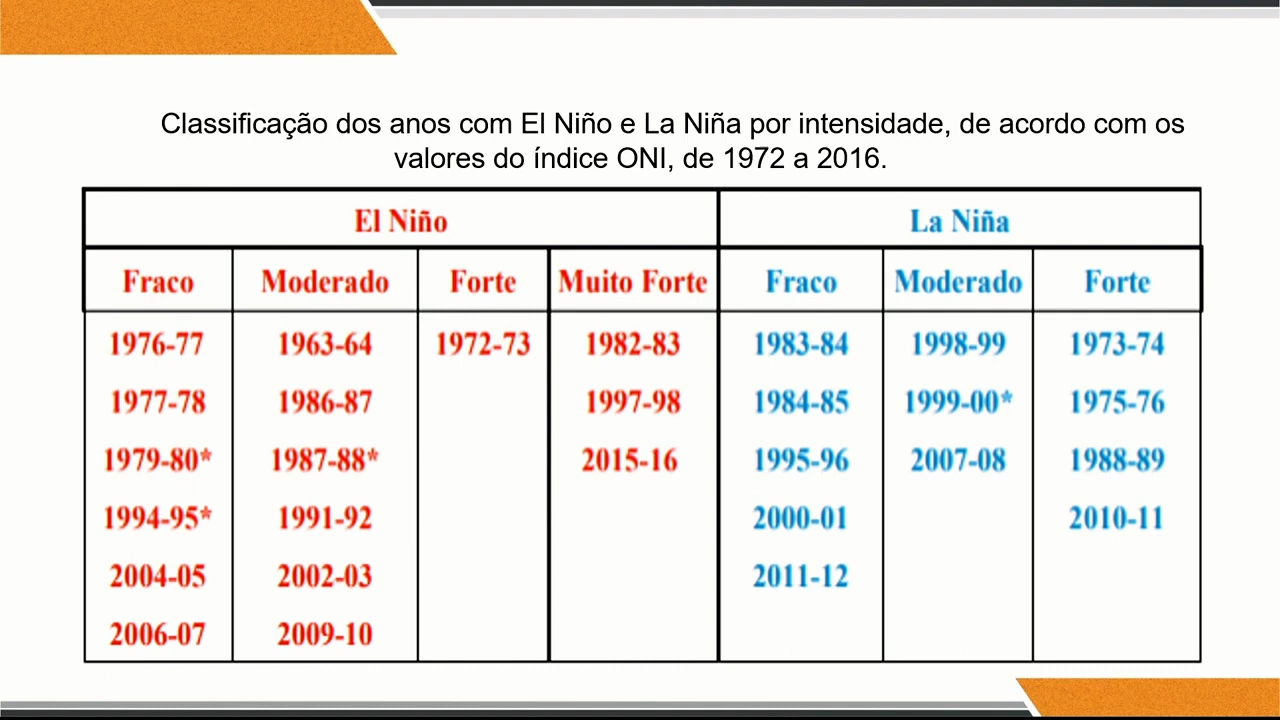 Classificação dos anos com El Niño e La Niña por intensidade, de acordo com os
valores do índice ONI, de 1972 a 2016.
El Niño La Niña
Fraco Moderado Forte Muito Forte Fraco Moderado Forte
1976-77 1963-64 1972-73 1982-83 1983-84 1998-99 1973-74
1977-78 1986-87 1997-98 1984-85 1999-00* 1975-76
1979-80* 1987-88* 2015-16 1995-96 2007-08 1988-89
1994-95* 1991-92 2000-01 2010-11
2004-05 2002-03 2011-12
2006-07 2009-10